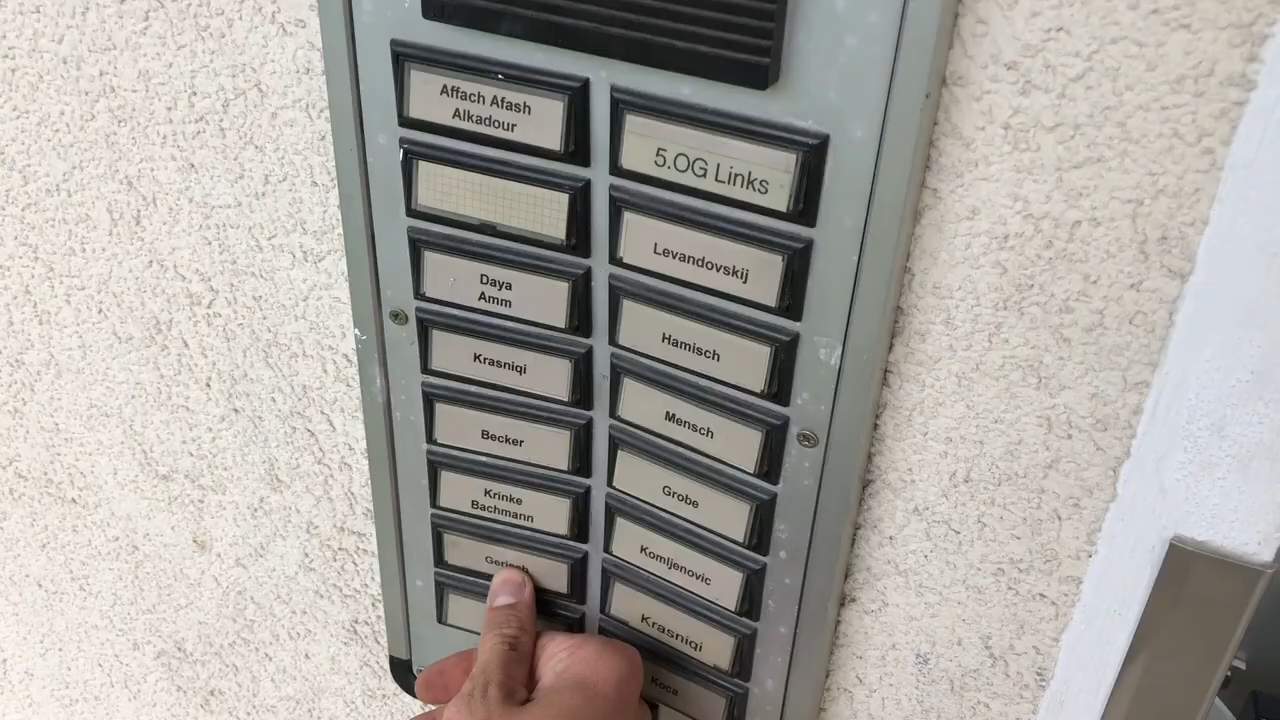 Affach Afash
Alkadour
Daya
Amm
Krasniqi
Becker
Krinke
Bachmann
5.OG Links
Levandovskij
Hamisch
Mensch
Grobe
Komljenovic
Krasniqi
Koca